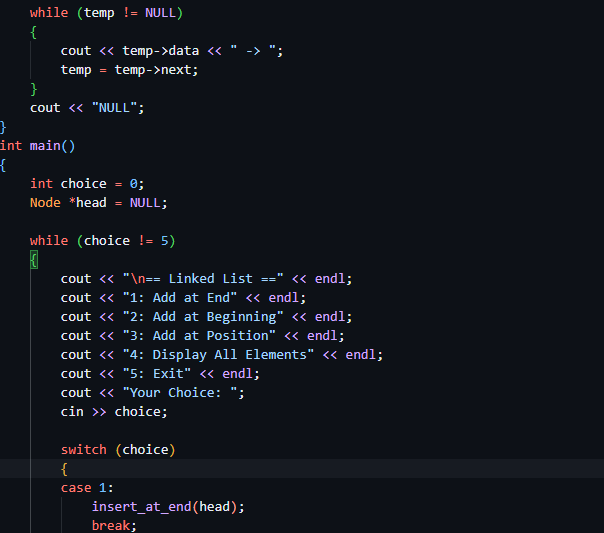 while (temp != NULL)
{
cout << temp->data << " -> ";
temp = temp->next;
}
cout << "NULL";
}
int main()
{
int choice = 0;
Node *head = NULL;
while (choice != 5)
{
cout << "\n== Linked List ==" << endl;
cout << "1: Add at End" << endl;
cout << "2: Add at Beginning" << endl;
cout << "3: Add at Position" << endl;
cout << "4: Display All Elements" << endl;
cout << "5: Exit" << endl;
cout << "Your Choice: ";
cin >> choice;
switch (choice)
{
case 1:
insert_at_end(head);
break;